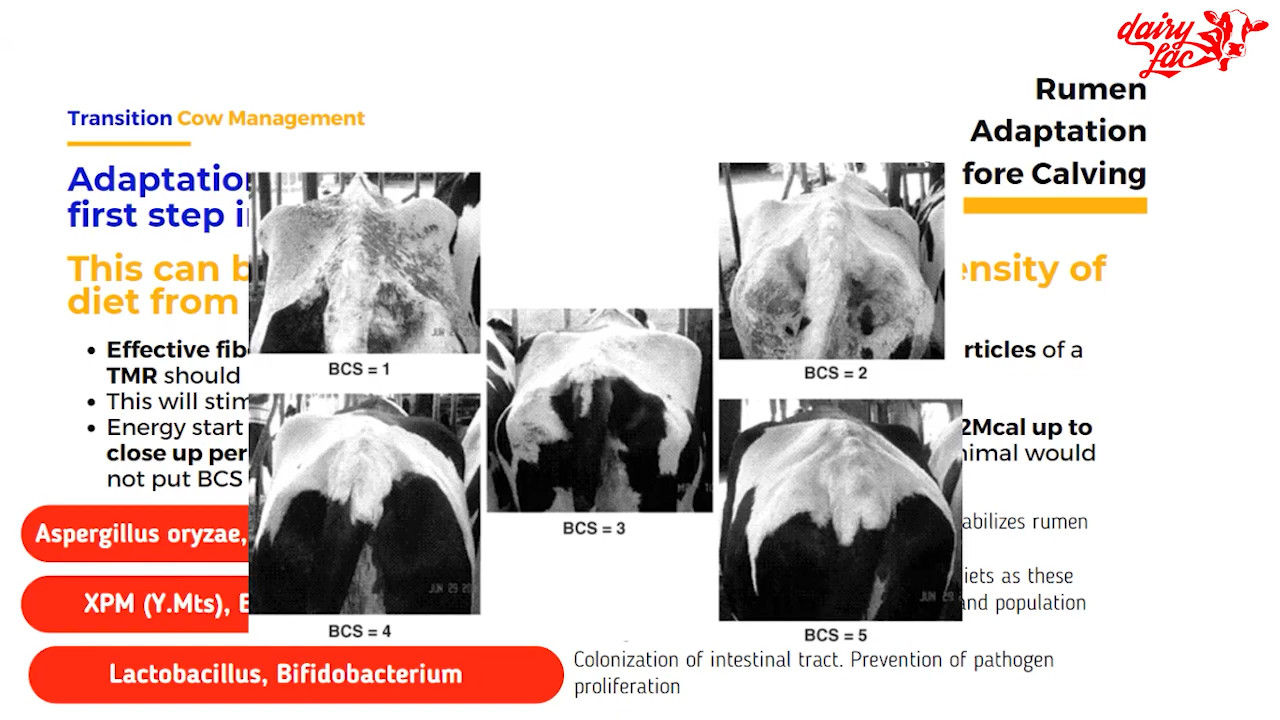 dairy
fac
Rumen
Adaptation
fore Calving
Transition Cow Management
Adaptation
first step i
This can b
ensity of
diet from
Effective fib
rticles of a
TMR should
This will stim
Energy start
2Mcal up to
close up per
nimal would
not put BCS
BCS = 1
BCS = 2
BCS = 3
BCS = 4
BCS = 5
Aspergillus oryzae,
abilizes rumen
XPM (Y.Mts),
iets as these
and population
Lactobacillus, Bifidobacterium
Colonization of intestinal tract. Prevention of pathogen
proliferation